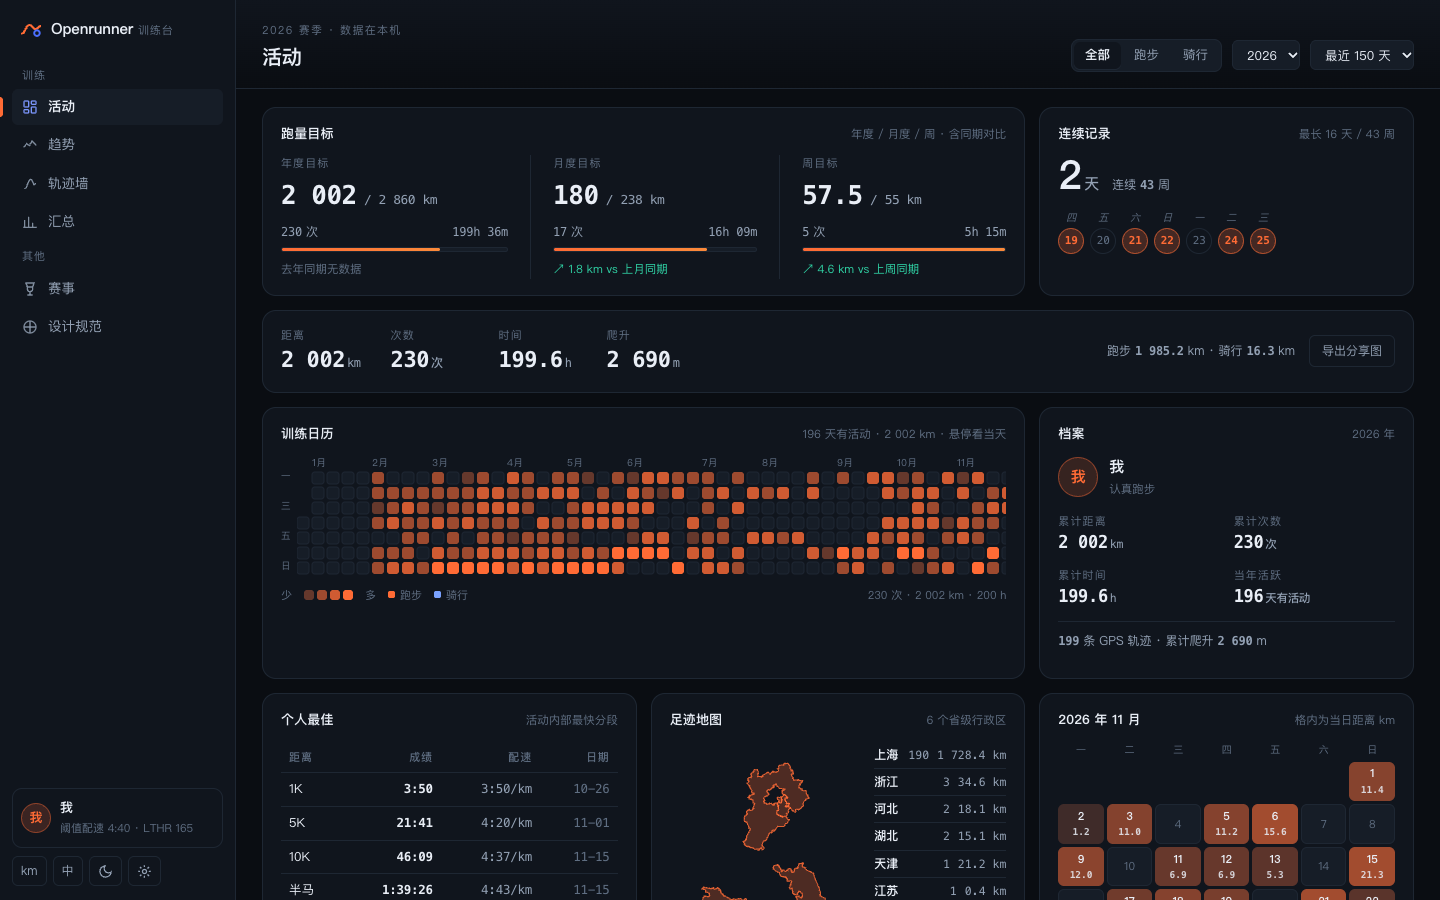 Openrunner 训练台
训练
活动
趋势
轨迹墙
汇总
其他
赛事
设计规范
我
我
阈值配速 4:40 · LTHR 165
km
中
2026 赛季 · 数据在本机
活动
全部 跑步 骑行
2026
最近 150 天
跑量目标 年度 / 月度 / 周 · 含同期对比
年度目标
2 002 / 2 860 km
230 次 199h 36m
去年同期无数据
月度目标
180 / 238 km
17 次 16h 09m
↗ 1.8 km vs 上月同期
周目标
57.5 / 55 km
5 次 5h 15m
↗ 4.6 km vs 上周同期
连续记录 最长 16 天 / 43 周
2 天 连续 43 周
四 五 六 日 一 二 三
19 20 21 22 23 24 25
距离 次数 时间 爬升
2 002 km 230 次 199.6 h 2 690 m
跑步 1 985.2 km · 骑行 16.3 km
导出分享图
训练日历 196 天有活动 · 2 002 km · 悬停看当天
1月 2月 3月 4月 5月 6月 7月 8月 9月 10月 11月
一
三
五
日
少 多 跑步 骑行 230 次 · 2 002 km · 200 h
档案 2026 年
我
我
认真跑步
累计距离 累计次数
2 002 km 230 次
累计时间 当年活跃
199.6 h 196 天有活动
199 条 GPS 轨迹 · 累计爬升 2 690 m
个人最佳 活动内部最快分段
距离 成绩 配速 日期
1K 3:50 3:50/km 10-26
5K 21:41 4:20/km 11-01
10K 46:09 4:37/km 11-15
半马 1:39:26 4:43/km 11-15
足迹地图 6 个省级行政区
上海 190 1 728.4 km
浙江 3 34.6 km
河北 2 18.1 km
湖北 2 15.1 km
天津 1 21.2 km
江苏 1 0.4 km
2026 年 11 月 格内为当日距离 km
一 二 三 四 五 六 日
1
11.4
2 3 4 5 6 7 8
1.2 11.0 11.2 15.6
9 10 11 12 13 14 15
12.0 6.9 6.9 5.3 21.3